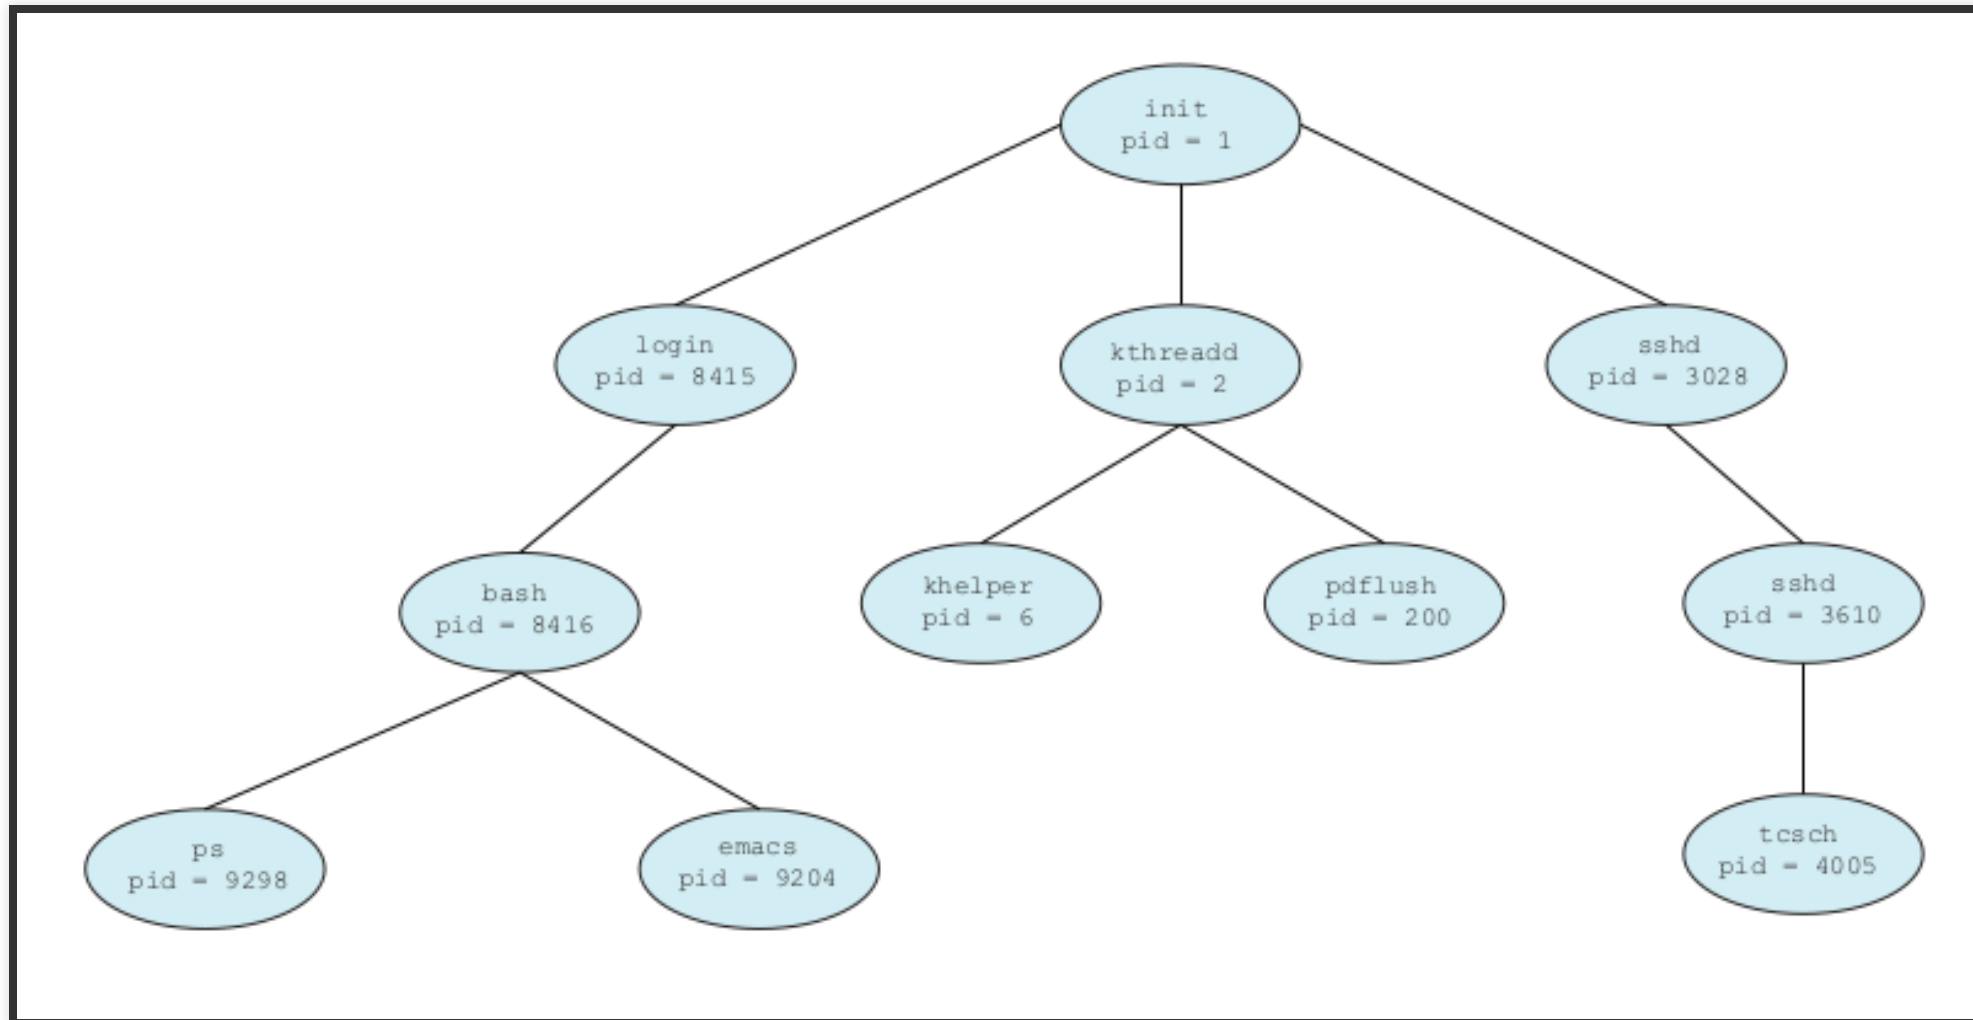 init
pid = 1
login
pid = 8415
kthreadd
pid = 2
sshd
pid = 3028
bash
pid = 8416
khelper
pid = 6
pdflush
pid = 200
sshd
pid = 3610
ps
pid = 9298
emacs
pid = 9204
tcsch
pid = 4005